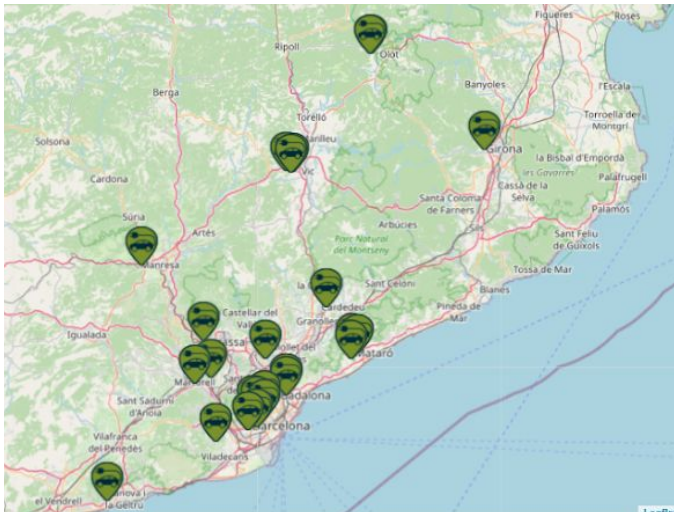 Figueres
Roses
Ripoll
Olot
Banyoles
l'Escala
Berga
Torelló
Torroella de
Montgrí
Solsona
Girona
la Bisbal d'Empordà
les Gavarres
Palafrugell
Vic
Cardona
Cassà de
la Selva
Santa Coloma
de Farners
Palamós
Súria
Artés
Arbúcies
Sils
Sant Feliu
de Guíxols
Parc Natural
del Montseny
Manresa
Tossa de Mar
Sant Celoni
Blanes
la
Cardedeu
Pineda de
Mar
Castellar del
Granollers
Igualada
Mataró
Sant Sadurní
d'Anoia
Badalona
Barcelona
Vilafranca
del Penedès
Viladecans
el Vendrell
la Geltrú